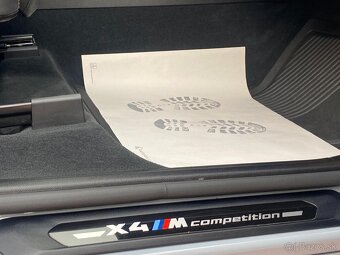 X4 M competition